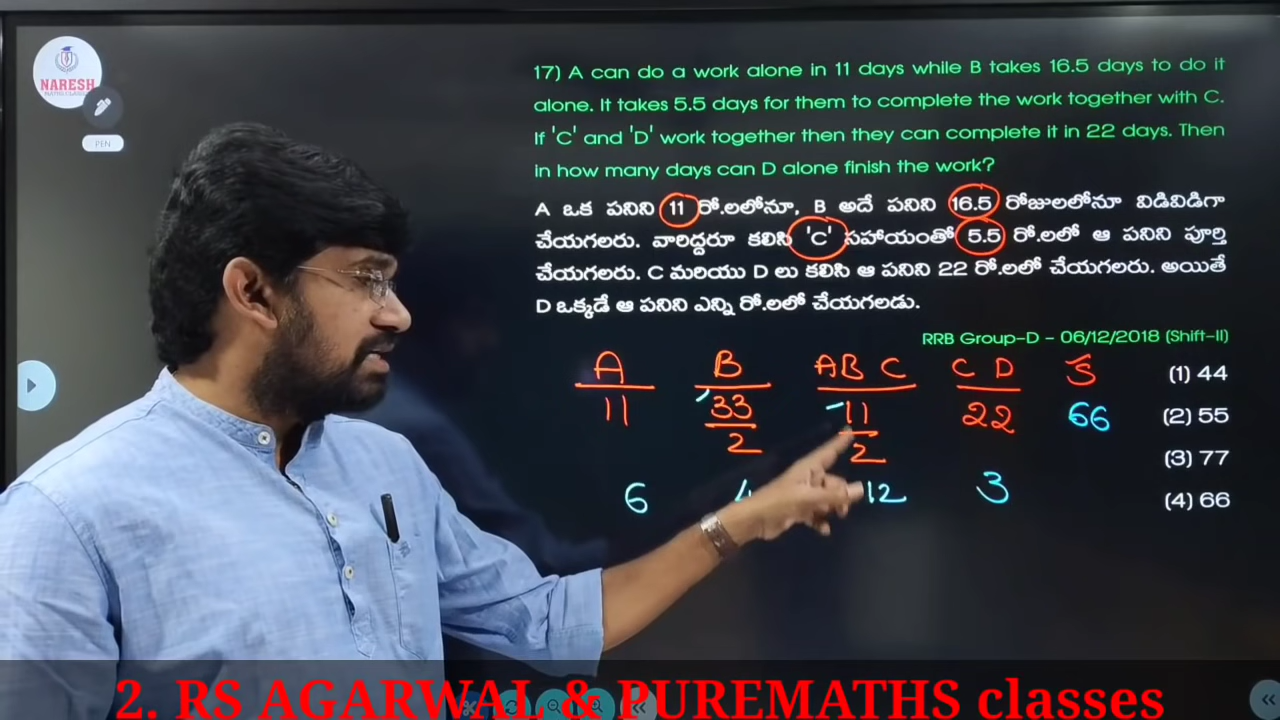 NARESH
MATHS CLASSES
PEN
17) A can do a work alone in 11 days while B takes 16.5 days to do it
alone. It takes 5.5 days for them to complete the work together with C.
If 'C' and 'D' work together then they can complete it in 22 days. Then
in how many days can D alone finish the work?
A ఒక పనిని 11 రో.లలోనూ, B అదే పనిని 16.5 రోజులలోనూ విడివిడిగా
చేయగలరు. వారిద్దరూ కలిసి 'C' సహాయంతో 5.5 రో.లలో ఆ పనిని పూర్తి
చేయగలరు. C మరియు D లు కలిసి ఆ పనిని 22 రో.లలో చేయగలరు. అయితే
D ఒక్కడే ఆ పనిని ఎన్ని రో.లలో చేయగలడు.
RRB Group-D - 06/12/2018 (Shift-II)
A B AB C C D
11 33/2 11/2 22 66
6 4 12 3
(1) 44
(2) 55
(3) 77
(4) 66
2. RS AGARWAL & PUREMATHS classes